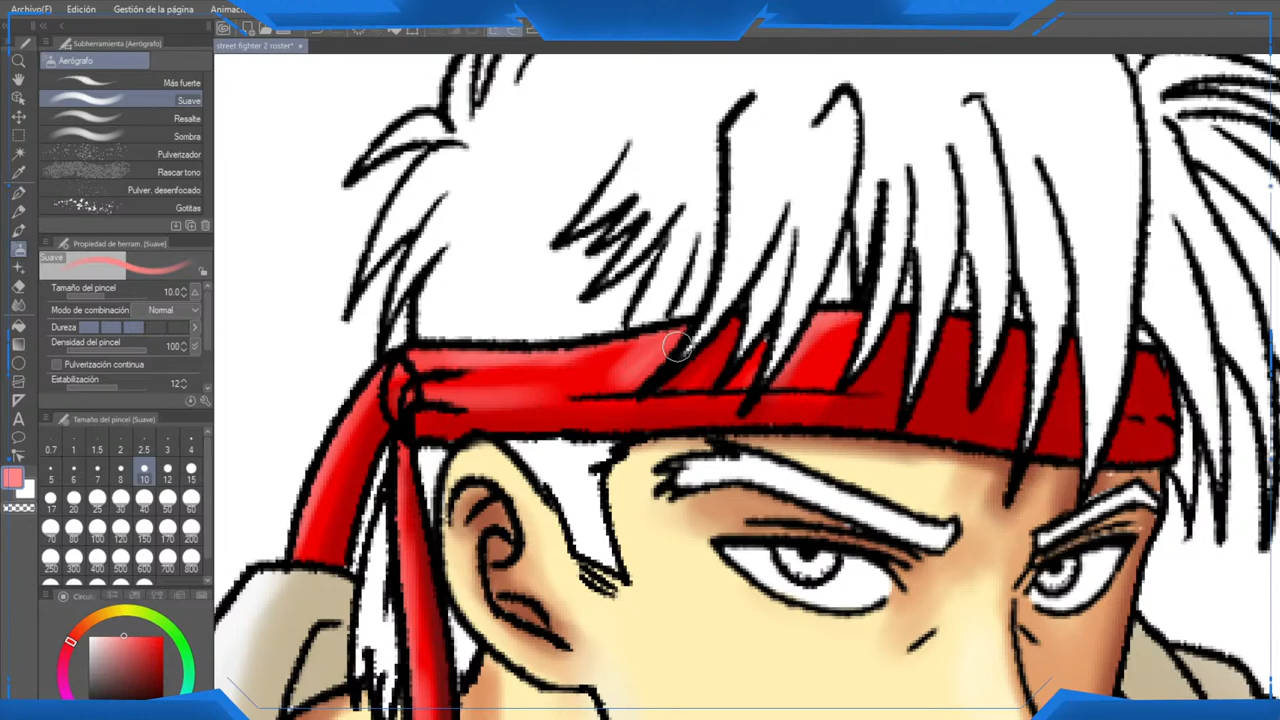 Archivo(F) Edición Gestión de la página Animació
Subherramienta (Aerógrafo)
street fighter 2 roster*
Aerógrafo
Más fuerte
Suave
Resalte
Sombra
Pulverizador
Rascar tono
Pulver. desenfocado
Gotitas
Propiedad de herram. [Suave]
Suave
Tamaño del pincel 10.0
Modo de combinación Normal
Dureza
Densidad del pincel 100
Pulverización continua
Estabilización 12
Tamaño del pincel [Suave]
0.7 1 1.5 2 2.5 3 4
5 6 7 8 10 12 15
17 20 25 30 40 50 60
70 80 100 120 150 170 200
250 300 400 500 600 700 800
Círcul